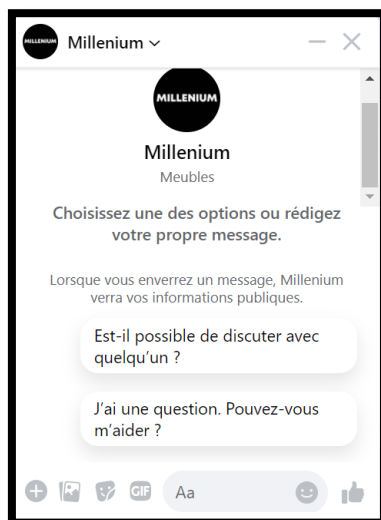 MILLENIUM
Millenium
MILLENIUM
Millenium
Meubles
Choisissez une des options ou rédigez
votre propre message.
Lorsque vous enverrez un message, Millenium
verra vos informations publiques.
Est-il possible de discuter avec
quelqu'un ?
J'ai une question. Pouvez-vous
m'aider ?
GIF
Aa